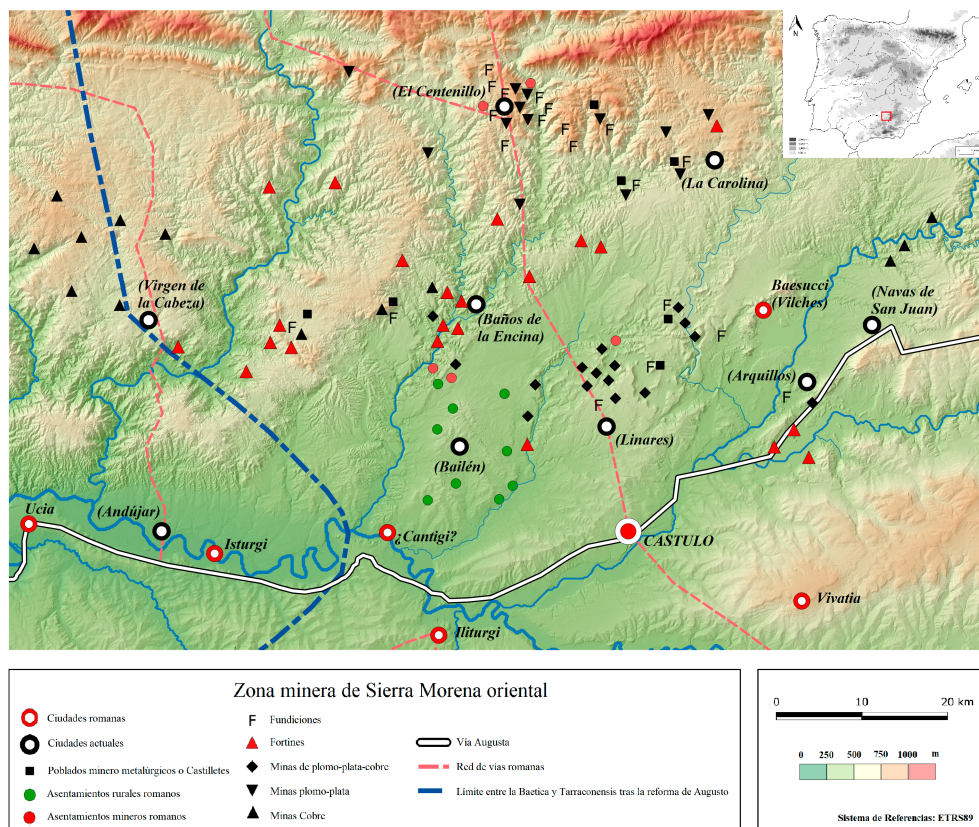 N
F
(El Centenillo)
F
F
F
F
F
F
F
F
F
F
F
(La Carolina)
(Virgen de
la Cabeza)
F
F
(Baños de
la Encina)
Baesucci
(Vilches)
(Navas de
San Juan)
F
F
F
(Arquillos)
F
F
(Linares)
(Bailén)
Ucia
(Andújar)
Isturgi
¿Cantigi?
CASTULO
Vivatia
Iliturgi
Zona minera de Sierra Morena oriental
Ciudades romanas
Ciudades actuales
Poblados minero metalúrgicos o Castilletes
Asentamientos rurales romanos
Asentamientos mineros romanos
F Fundiciones
Fortines
Minas de plomo-plata-cobre
Minas plomo-plata
Minas Cobre
Vía Augusta
Red de vías romanas
Límite entre la Baetica y Tarraconensis tras la reforma de Augusto
0 10 20 km
0 250 500 750 1000 m
Sistema de Referencias: ETRS89